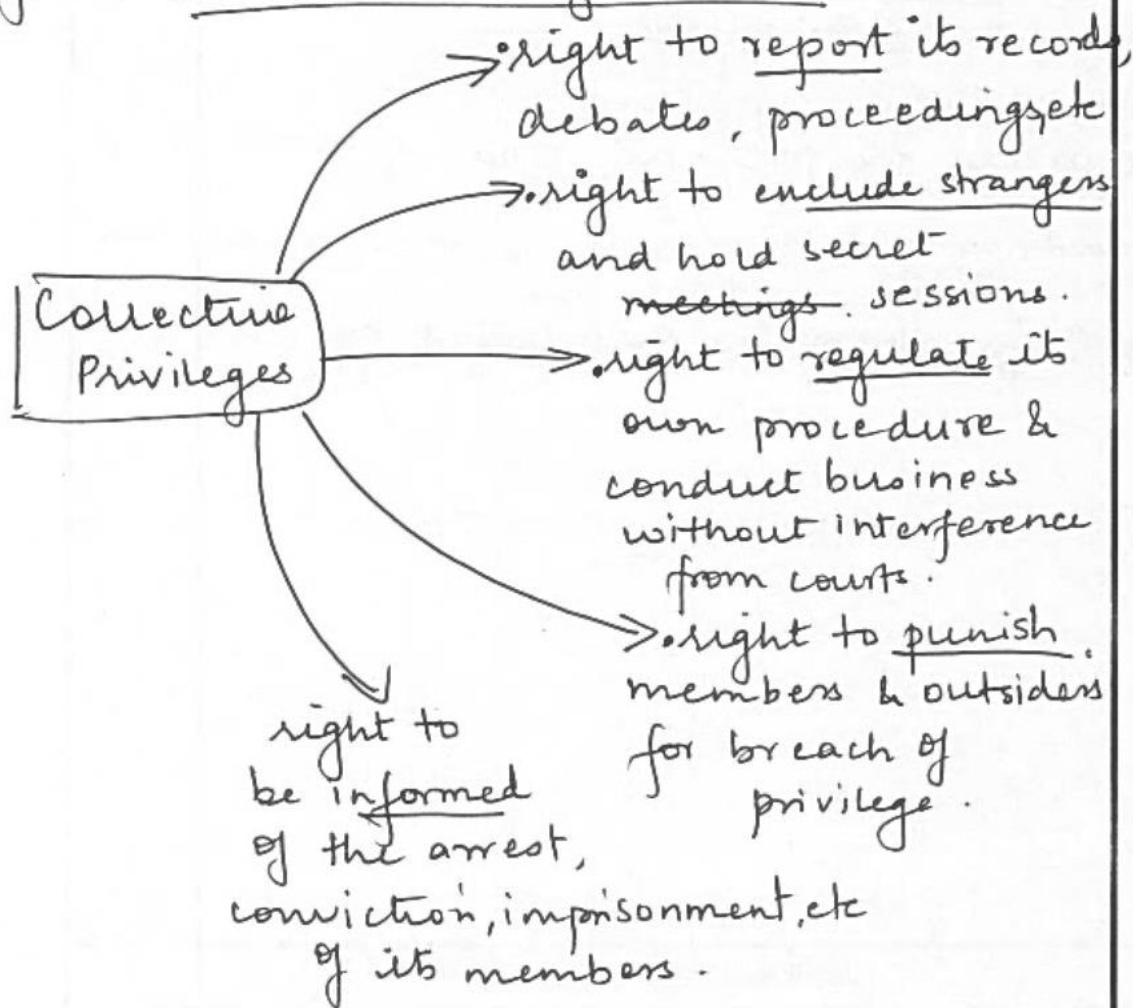 .right to report its records,
debates, proceedings, etc
.right to exclude strangers
and hold secret
meetings. sessions.
Collective
Privileges
.right to regulate its
own procedure &
conduct business
without interference
from courts.
.right to punish
members & outsiders
for breach of
privilege.
right to
be informed
of the arrest,
conviction, imprisonment, etc
of its members.